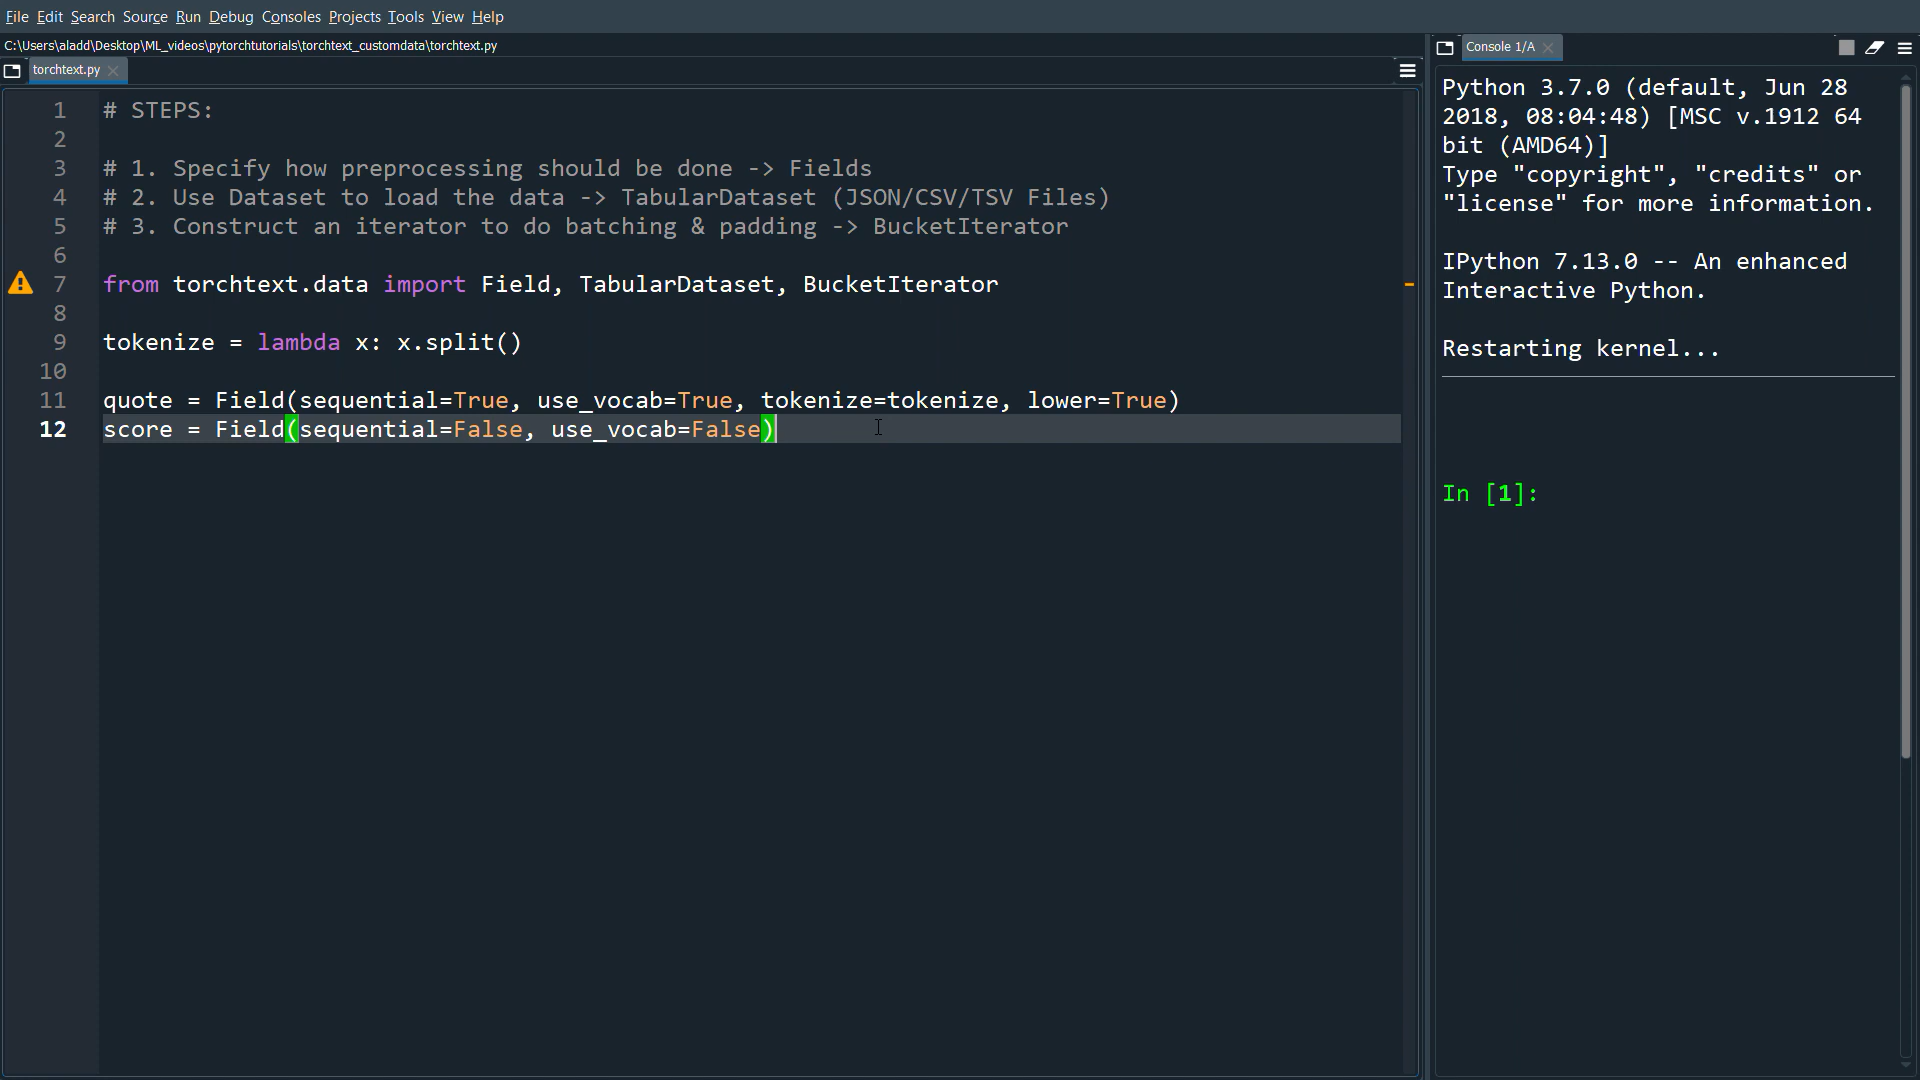 File Edit Search Source Run Debug Consoles Projects Tools View Help
C:\Users\aladd\Desktop\ML_videos\pytorchtutorials\torchtext_customdata\torchtext.py
torchtext.py
1 # STEPS:
2
3 # 1. Specify how preprocessing should be done -> Fields
4 # 2. Use Dataset to load the data -> TabularDataset (JSON/CSV/TSV Files)
5 # 3. Construct an iterator to do batching & padding -> BucketIterator
6
7 from torchtext.data import Field, TabularDataset, BucketIterator
8
9 tokenize = lambda x: x.split()
10
11 quote = Field(sequential=True, use_vocab=True, tokenize=tokenize, lower=True)
12 score = Field(sequential=False, use_vocab=False)
Console 1/A
Python 3.7.0 (default, Jun 28
2018, 08:04:48) [MSC v.1912 64
bit (AMD64)]
Type "copyright", "credits" or
"license" for more information.
IPython 7.13.0 -- An enhanced
Interactive Python.
Restarting kernel...
In [1]: